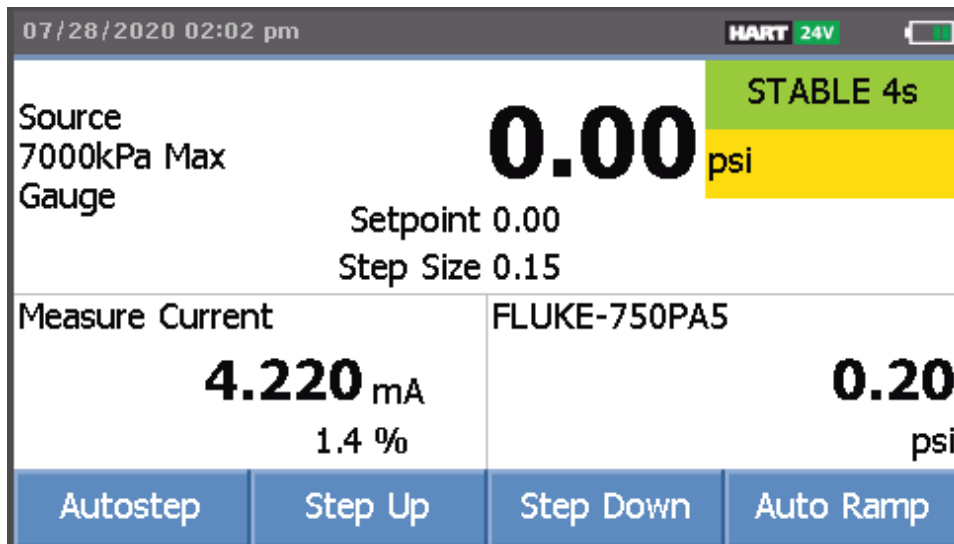 07/28/2020 02:02 pm HART 24V
STABLE 4s
Source
7000kPa Max
Gauge
0.00 psi
Setpoint 0.00
Step Size 0.15
Measure Current
4.220 mA
1.4 %
FLUKE-750PA5
0.20
psi
Autostep Step Up Step Down Auto Ramp